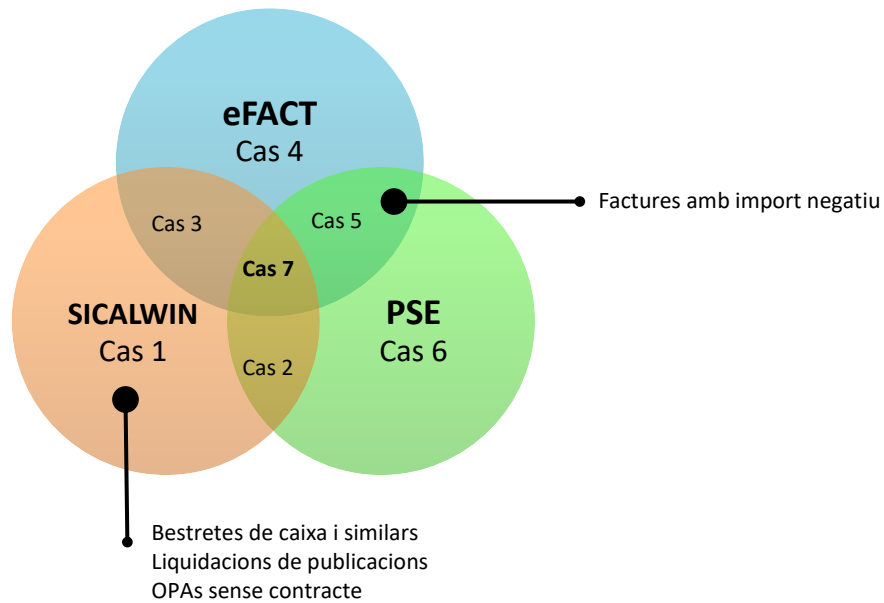 eFACT
Cas 4
Factures amb import negatiu
Cas 3
Cas 5
Cas 7
SICALWIN
Cas 1
PSE
Cas 6
Cas 2
Bestretes de caixa i similars
Liquidacions de publicacions
OPAs sense contracte